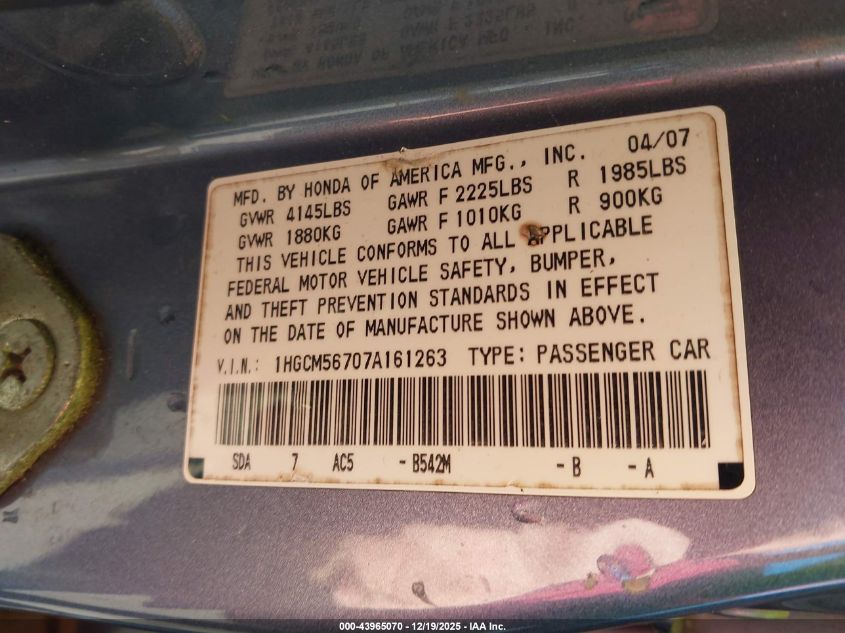 MFD. BY HONDA OF AMERICA MFG., INC. 04/07
GVWR 4145LBS GAWR F 2225LBS R 1985LBS
GVWR 1880KG GAWR F 1010KG R 900KG
THIS VEHICLE CONFORMS TO ALL APPLICABLE
FEDERAL MOTOR VEHICLE SAFETY, BUMPER,
AND THEFT PREVENTION STANDARDS IN EFFECT
ON THE DATE OF MANUFACTURE SHOWN ABOVE.
V.I.N.: 1HGCM56707A161263 TYPE: PASSENGER CAR
SDA 7 AC5 - B542M - B - A
000-43965070 - 12/19/2025 - IAA Inc.